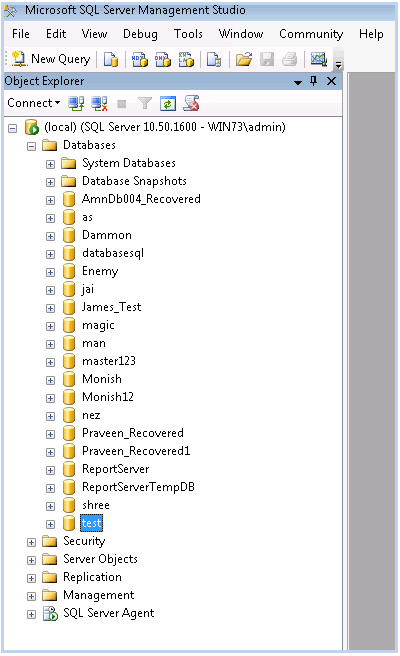 Microsoft SQL Server Management Studio
File Edit View Debug Tools Window Community Help
New Query
Object Explorer
Connect
(local) (SQL Server 10.50.1600 - WIN73\admin)
Databases
System Databases
Database Snapshots
AmnDb004_Recovered
as
Dammon
databasesql
Enemy
jai
James_Test
magic
man
master123
Monish
Monish12
nez
Praveen_Recovered
Praveen_Recovered1
ReportServer
ReportServerTempDB
shree
test
Security
Server Objects
Replication
Management
SQL Server Agent